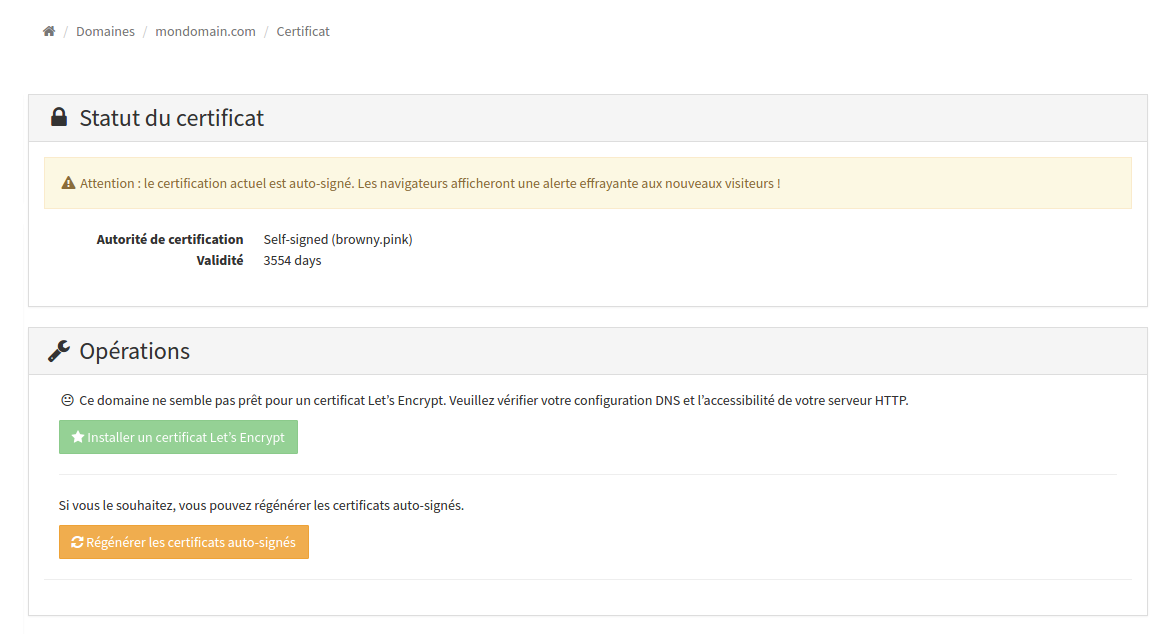 / Domaines / mondomain.com / Certificat
Statut du certificat
Attention : le certification actuel est auto-signé. Les navigateurs afficheront une alerte effrayante aux nouveaux visiteurs !
Autorité de certification Self-signed (browny.pink)
Validité 3554 days
Opérations
Ce domaine ne semble pas prêt pour un certificat Let’s Encrypt. Veuillez vérifier votre configuration DNS et l’accessibilité de votre serveur HTTP.
Installer un certificat Let’s Encrypt
Si vous le souhaitez, vous pouvez régénérer les certificats auto-signés.
Régénérer les certificats auto-signés